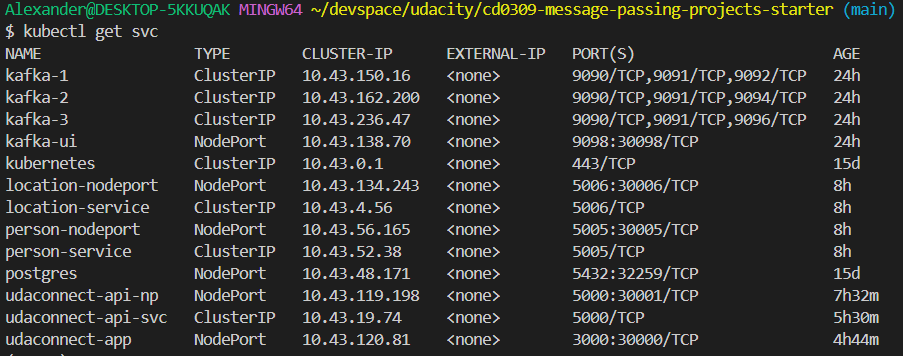 Alexander@DESKTOP-5KKUQAK MINGW64 ~/devspace/udacity/cd0309-message-passing-projects-starter (main)
$ kubectl get svc
NAME TYPE CLUSTER-IP EXTERNAL-IP PORT(S) AGE
kafka-1 ClusterIP 10.43.150.16 <none> 9090/TCP,9091/TCP,9092/TCP 24h
kafka-2 ClusterIP 10.43.162.200 <none> 9090/TCP,9091/TCP,9094/TCP 24h
kafka-3 ClusterIP 10.43.236.47 <none> 9090/TCP,9091/TCP,9096/TCP 24h
kafka-ui NodePort 10.43.138.70 <none> 9098:30098/TCP 24h
kubernetes ClusterIP 10.43.0.1 <none> 443/TCP 15d
location-nodeport NodePort 10.43.134.243 <none> 5006:30006/TCP 8h
location-service ClusterIP 10.43.4.56 <none> 5006/TCP 8h
person-nodeport NodePort 10.43.56.165 <none> 5005:30005/TCP 8h
person-service ClusterIP 10.43.52.38 <none> 5005/TCP 8h
postgres NodePort 10.43.48.171 <none> 5432:32259/TCP 15d
udaconnect-api-np NodePort 10.43.119.198 <none> 5000:30001/TCP 7h32m
udaconnect-api-svc ClusterIP 10.43.19.74 <none> 5000/TCP 5h30m
udaconnect-app NodePort 10.43.120.81 <none> 3000:30000/TCP 4h44m